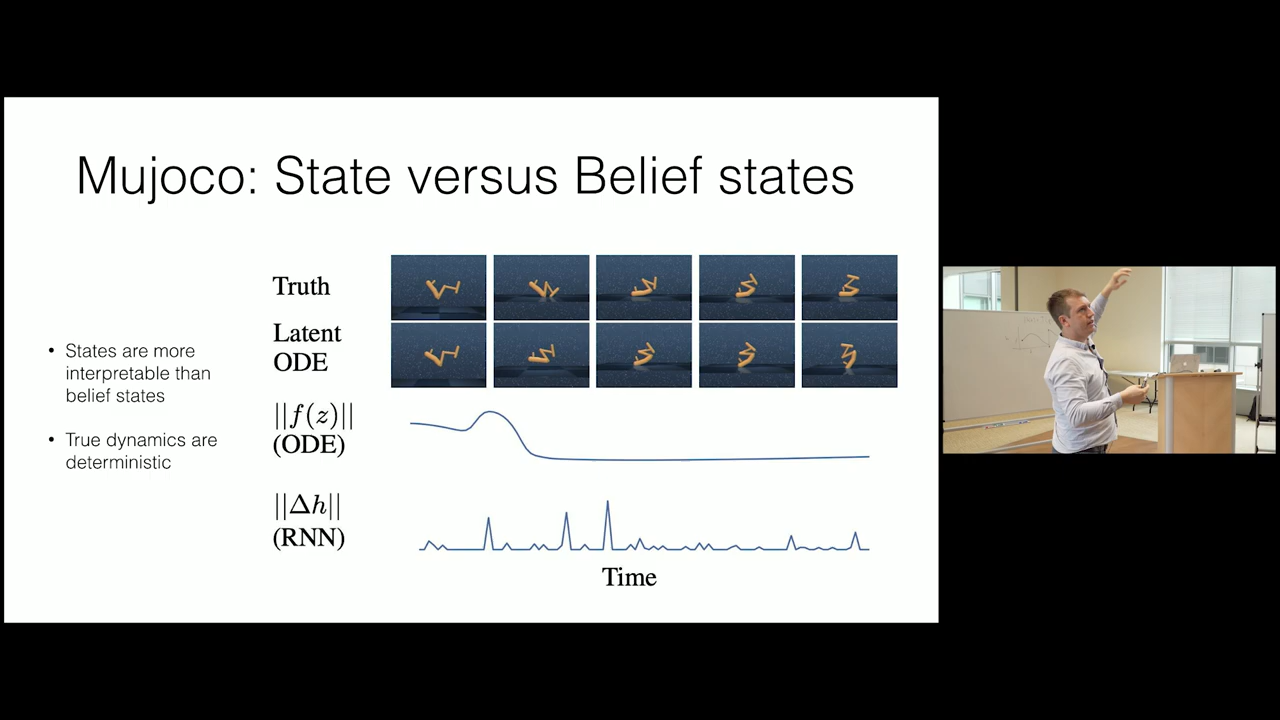 Mujoco: State versus Belief states
• States are more
interpretable than
belief states
• True dynamics are
deterministic
Truth
Latent
ODE
||f(z)||
(ODE)
||Δh||
(RNN)
Time